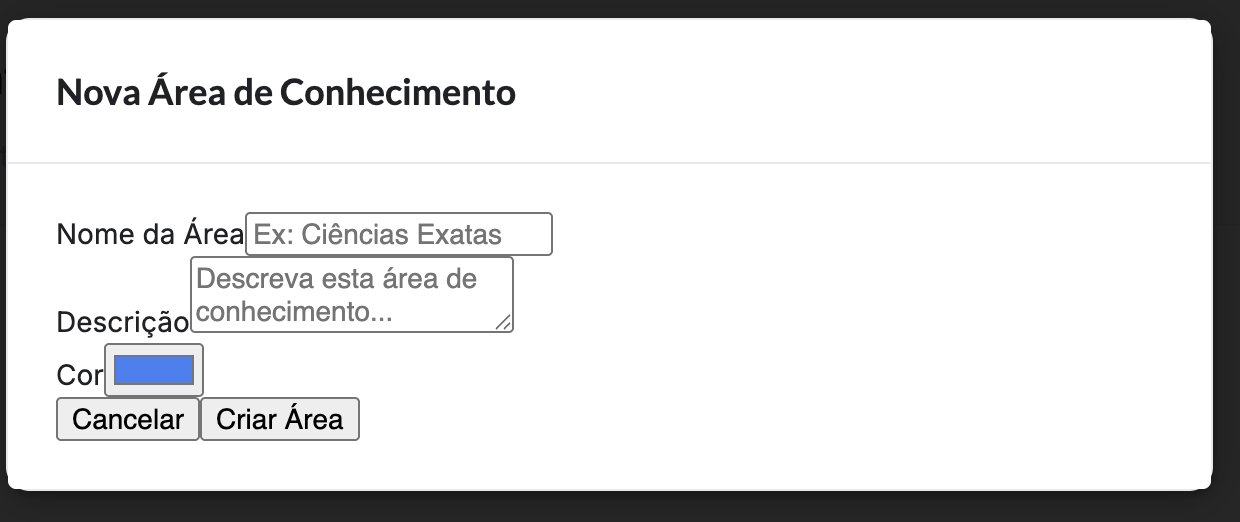 Nova Área de Conhecimento
Nome da Área Ex: Ciências Exatas
Descrição Descreva esta área de
conhecimento...
Cor
Cancelar Criar Área